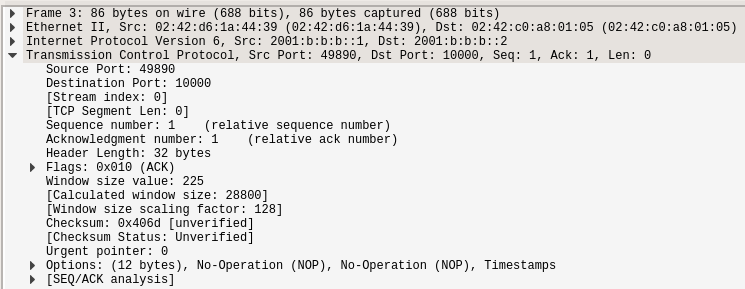 Frame 3: 86 bytes on wire (688 bits), 86 bytes captured (688 bits)
Ethernet II, Src: 02:42:d6:1a:44:39 (02:42:d6:1a:44:39), Dst: 02:42:c0:a8:01:05 (02:42:c0:a8:01:05)
Internet Protocol Version 6, Src: 2001:b:b:b::1, Dst: 2001:b:b:b::2
Transmission Control Protocol, Src Port: 49890, Dst Port: 10000, Seq: 1, Ack: 1, Len: 0
Source Port: 49890
Destination Port: 10000
[Stream index: 0]
[TCP Segment Len: 0]
Sequence number: 1    (relative sequence number)
Acknowledgment number: 1    (relative ack number)
Header Length: 32 bytes
Flags: 0x010 (ACK)
Window size value: 225
[Calculated window size: 28800]
[Window size scaling factor: 128]
Checksum: 0x406d [unverified]
[Checksum Status: Unverified]
Urgent pointer: 0
Options: (12 bytes), No-Operation (NOP), No-Operation (NOP), Timestamps
[SEQ/ACK analysis]